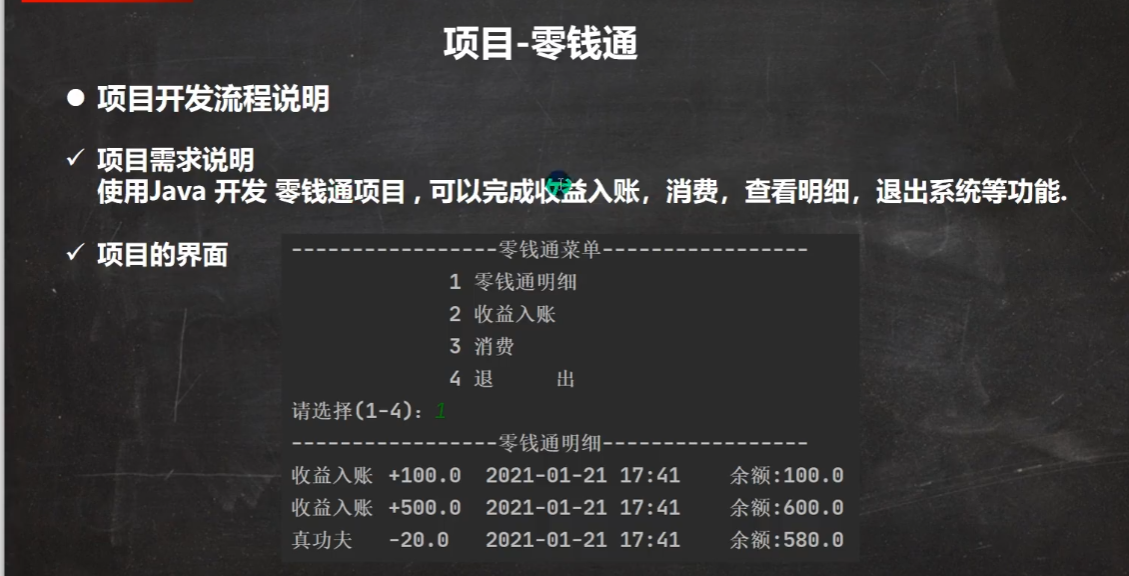 项目-零钱通
● 项目开发流程说明
✓ 项目需求说明
使用Java 开发 零钱通项目 , 可以完成收益入账，消费，查看明细，退出系统等功能.
✓ 项目的界面
-----------------零钱通菜单-----------------
1 零钱通明细
2 收益入账
3 消费
4 退      出
请选择(1-4): 1
-----------------零钱通明细-----------------
收益入账 +100.0  2021-01-21 17:41    余额:100.0
收益入账 +500.0  2021-01-21 17:41    余额:600.0
真功夫   -20.0   2021-01-21 17:41    余额:580.0